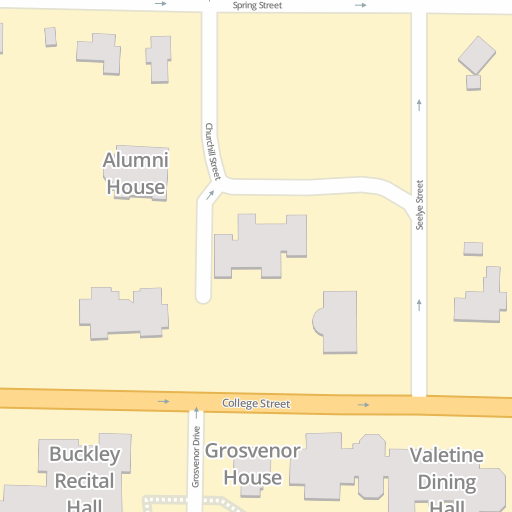 Spring Street
Churchill Street
Alumni
House
Seelye Street
College Street
Grosvenor Drive
Buckley
Recital
Hall
Grosvenor
House
Valetine
Dining
Hall